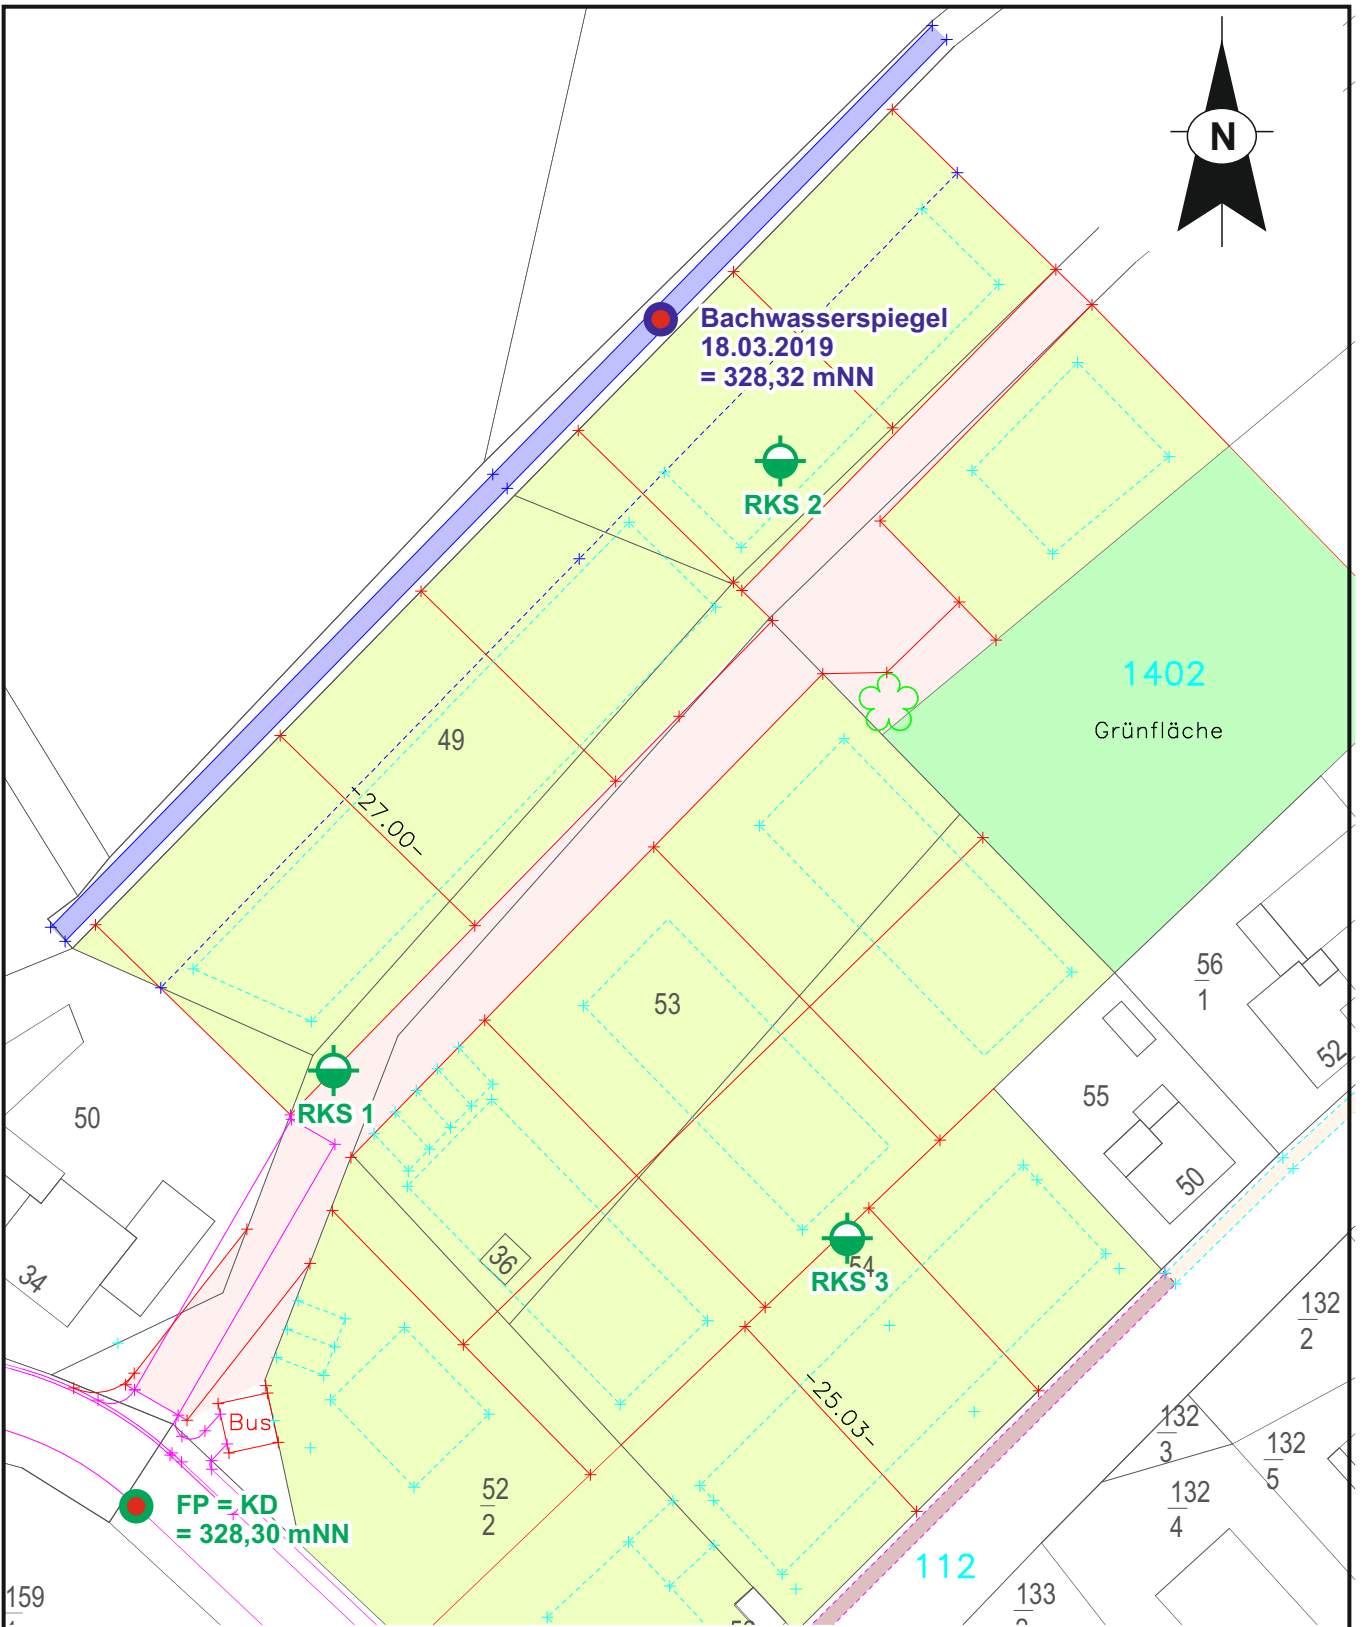 N
Bachwasserspiegel
18.03.2019
= 328,32 mNN
RKS 2
1402
Grünfläche
49
-27.00-
53
56
1
52
55
50
RKS 1
50
34
36
54
RKS 3
132
2
-25.03-
132
3
132
5
132
4
Bus
52
2
FP = KD
= 328,30 mNN
112
159
133